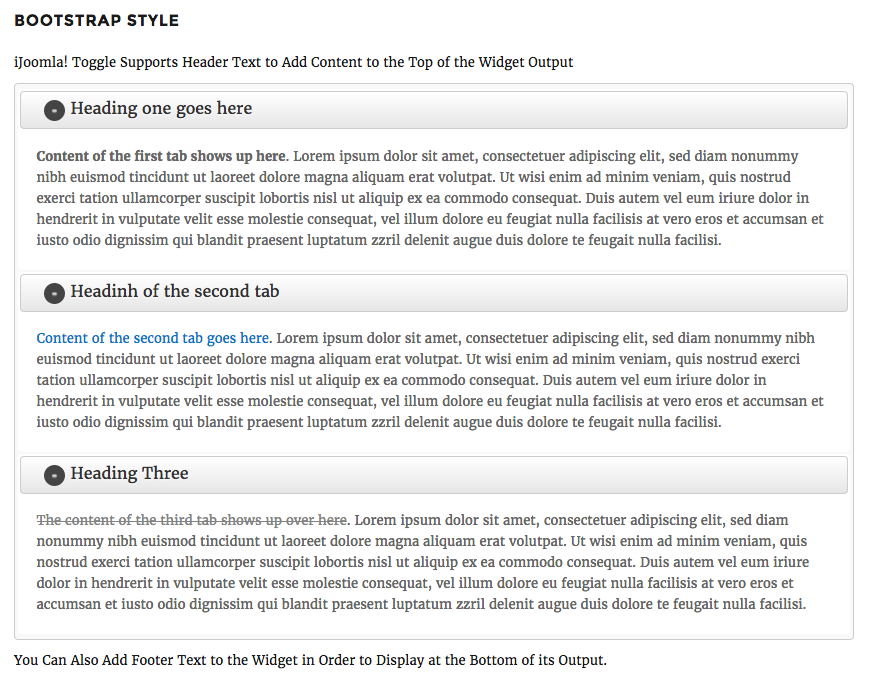 BOOTSTRAP STYLE
iJoomla! Toggle Supports Header Text to Add Content to the Top of the Widget Output
Heading one goes here
Content of the first tab shows up here. Lorem ipsum dolor sit amet, consectetuer adipiscing elit, sed diam nonummy
nibh euismod tincidunt ut laoreet dolore magna aliquam erat volutpat. Ut wisi enim ad minim veniam, quis nostrud
exerci tation ullamcorper suscipit lobortis nisl ut aliquip ex ea commodo consequat. Duis autem vel eum iriure dolor in
hendrerit in vulputate velit esse molestie consequat, vel illum dolore eu feugiat nulla facilisis at vero eros et accumsan et
iusto odio dignissim qui blandit praesent luptatum zzril delenit augue duis dolore te feugait nulla facilisi.
Headinh of the second tab
Content of the second tab goes here. Lorem ipsum dolor sit amet, consectetuer adipiscing elit, sed diam nonummy nibh
euismod tincidunt ut laoreet dolore magna aliquam erat volutpat. Ut wisi enim ad minim veniam, quis nostrud exerci
tation ullamcorper suscipit lobortis nisl ut aliquip ex ea commodo consequat. Duis autem vel eum iriure dolor in
hendrerit in vulputate velit esse molestie consequat, vel illum dolore eu feugiat nulla facilisis at vero eros et accumsan et
iusto odio dignissim qui blandit praesent luptatum zzril delenit augue duis dolore te feugait nulla facilisi.
Heading Three
The content of the third tab shows up over here. Lorem ipsum dolor sit amet, consectetuer adipiscing elit, sed diam
nonummy nibh euismod tincidunt ut laoreet dolore magna aliquam erat volutpat. Ut wisi enim ad minim veniam, quis
nostrud exerci tation ullamcorper suscipit lobortis nisl ut aliquip ex ea commodo consequat. Duis autem vel eum iriure
dolor in hendrerit in vulputate velit esse molestie consequat, vel illum dolore eu feugiat nulla facilisis at vero eros et
accumsan et iusto odio dignissim qui blandit praesent luptatum zzril delenit augue duis dolore te feugait nulla facilisi.
You Can Also Add Footer Text to the Widget in Order to Display at the Bottom of its Output.